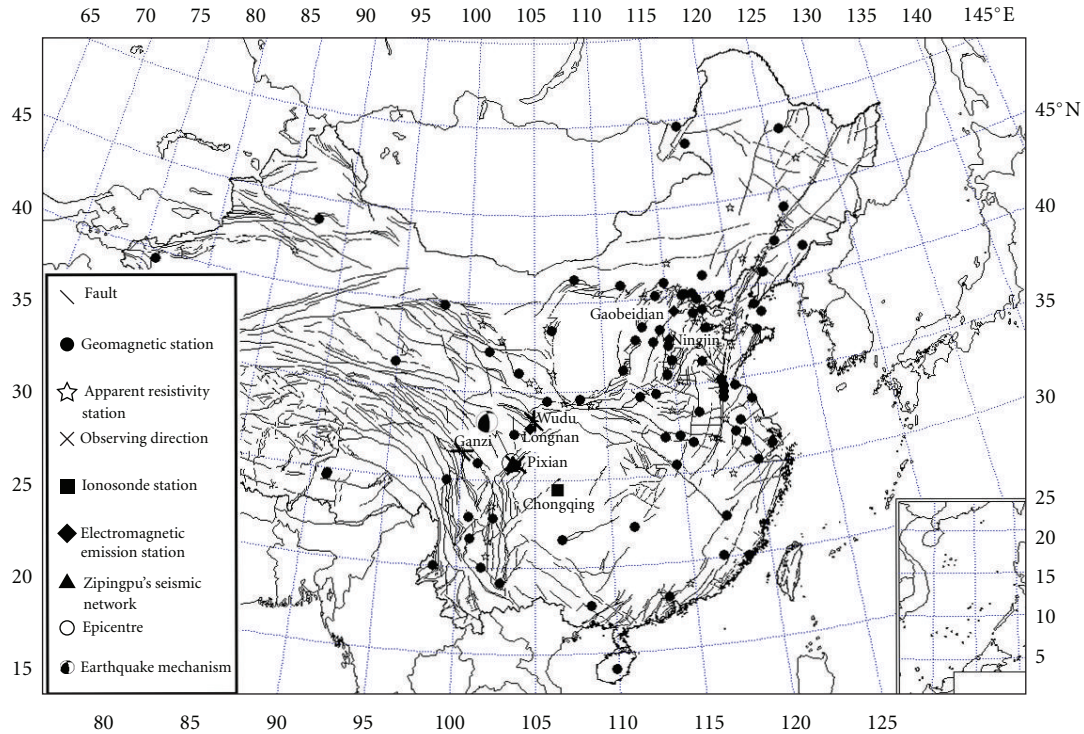 65 70 75 80 85 90 95 100 105 110 115 120 125 130 135 140 145°E
45
40
35
30
25
20
15
45°N
40
35
30
25
20
15
10
5
Gaobeidian
Ningjin
Wudu
Longnan
Ganzi
Pixian
Chongqing
Fault
Geomagnetic station
Apparent resistivity
station
Observing direction
Ionosonde station
Electromagnetic
emission station
Zipingpu's seismic
network
Epicentre
Earthquake mechanism
80 85 90 95 100 105 110 115 120 125